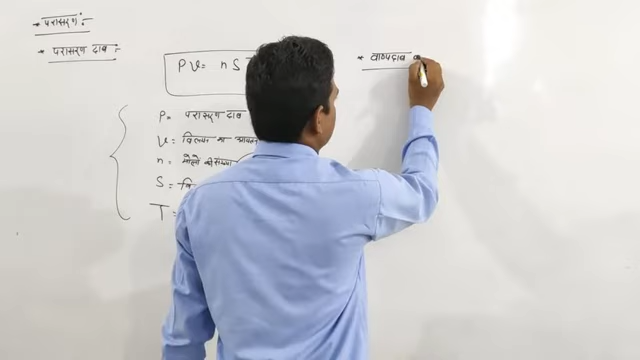 * परासरण :-
* परासरण दाब :-
PV = nS
P = परासरण दाब
V = विलयन का आयतन
n = मोलों की संख्या
S = वि
T =
* वाष्पदाब